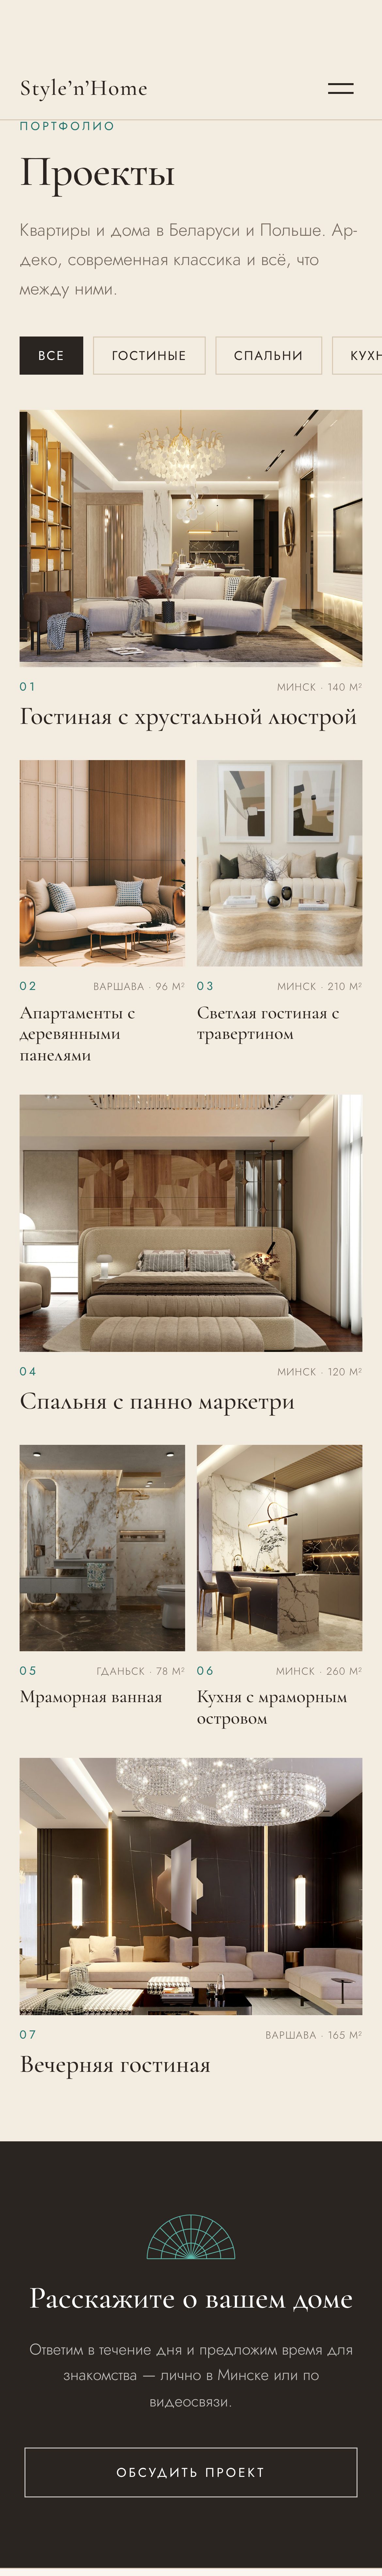 Style’n’Home
ПОРТФОЛИО
Проекты
Квартиры и дома в Беларуси и Польше. Ар-
деко, современная классика и всё, что
между ними.
ВСЕ
ГОСТИНЫЕ
СПАЛЬНИ
КУХН
01
МИНСК · 140 М²
Гостиная с хрустальной люстрой
02
ВАРШАВА · 96 М²
Апартаменты с
деревянными
панелями
03
МИНСК · 210 М²
Светлая гостиная с
травертином
04
МИНСК · 120 М²
Спальня с панно маркетри
05
ГДАНЬСК · 78 М²
Мраморная ванная
06
МИНСК · 260 М²
Кухня с мраморным
островом
07
ВАРШАВА · 165 М²
Вечерняя гостиная
Расскажите о вашем доме
Ответим в течение дня и предложим время для
знакомства — лично в Минске или по
видеосвязи.
ОБСУДИТЬ ПРОЕКТ